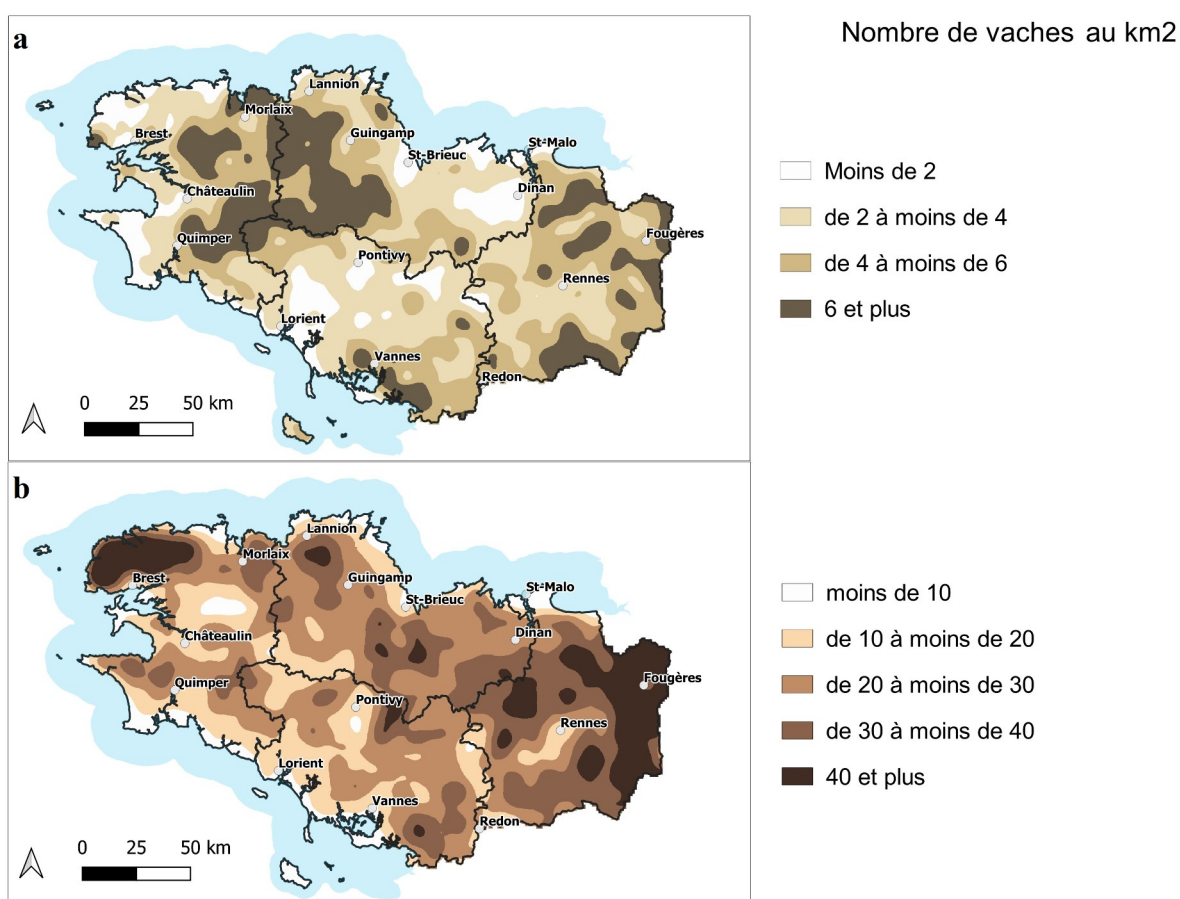 Nombre de vaches au km2
a
Lannion
Morlaix
Guingamp
Brest
St-Malo
St-Brieuc
Dinan
Châteaulin
Fougères
Quimper
Pontivy
Rennes
Lorient
Vannes
Redon
0 25 50 km
Moins de 2
de 2 à moins de 4
de 4 à moins de 6
6 et plus
b
Lannion
Morlaix
Guingamp
Brest
St-Malo
St-Brieuc
Dinan
Châteaulin
Fougères
Quimper
Pontivy
Rennes
Lorient
Vannes
Redon
0 25 50 km
moins de 10
de 10 à moins de 20
de 20 à moins de 30
de 30 à moins de 40
40 et plus